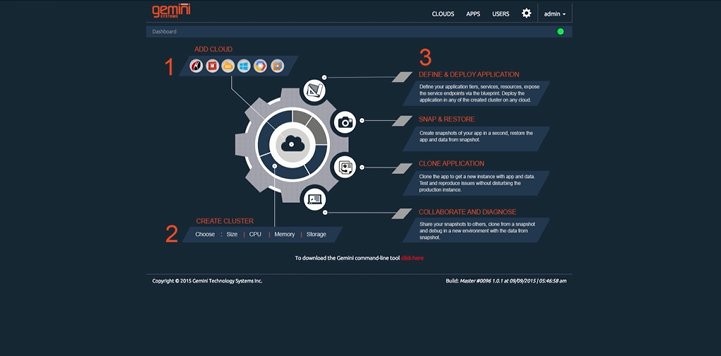 gemini
SYSTEMS
CLOUDS APPS USERS admin
Dashboard
ADD CLOUD
1
3
DEFINE & DEPLOY APPLICATION
Define your application tiers, services, resources, expose
the service endpoints via the blueprint. Deploy the
application in any of the created cluster on any cloud
SNAP & RESTORE
Create snapshots of your app in a second, restore the
app and data from snapshot.
CLONE APPLICATION
Clone the app to get a new instance with app and data.
Test and reproduce issues without disturbing the
production instance.
COLLABORATE AND DIAGNOSE
Share your snapshots to others, clone from a snapshot
and debug in a new environment with the data from
snapshot.
CREATE CLUSTER
2
Choose : Size | CPU | Memory | Storage
To download the Gemini command-line tool click here.
Copyright © 2015 Gemini Technology Systems Inc.
Build: Master #0096 1.0.1 at 09/09/2015 | 05:46:58 am